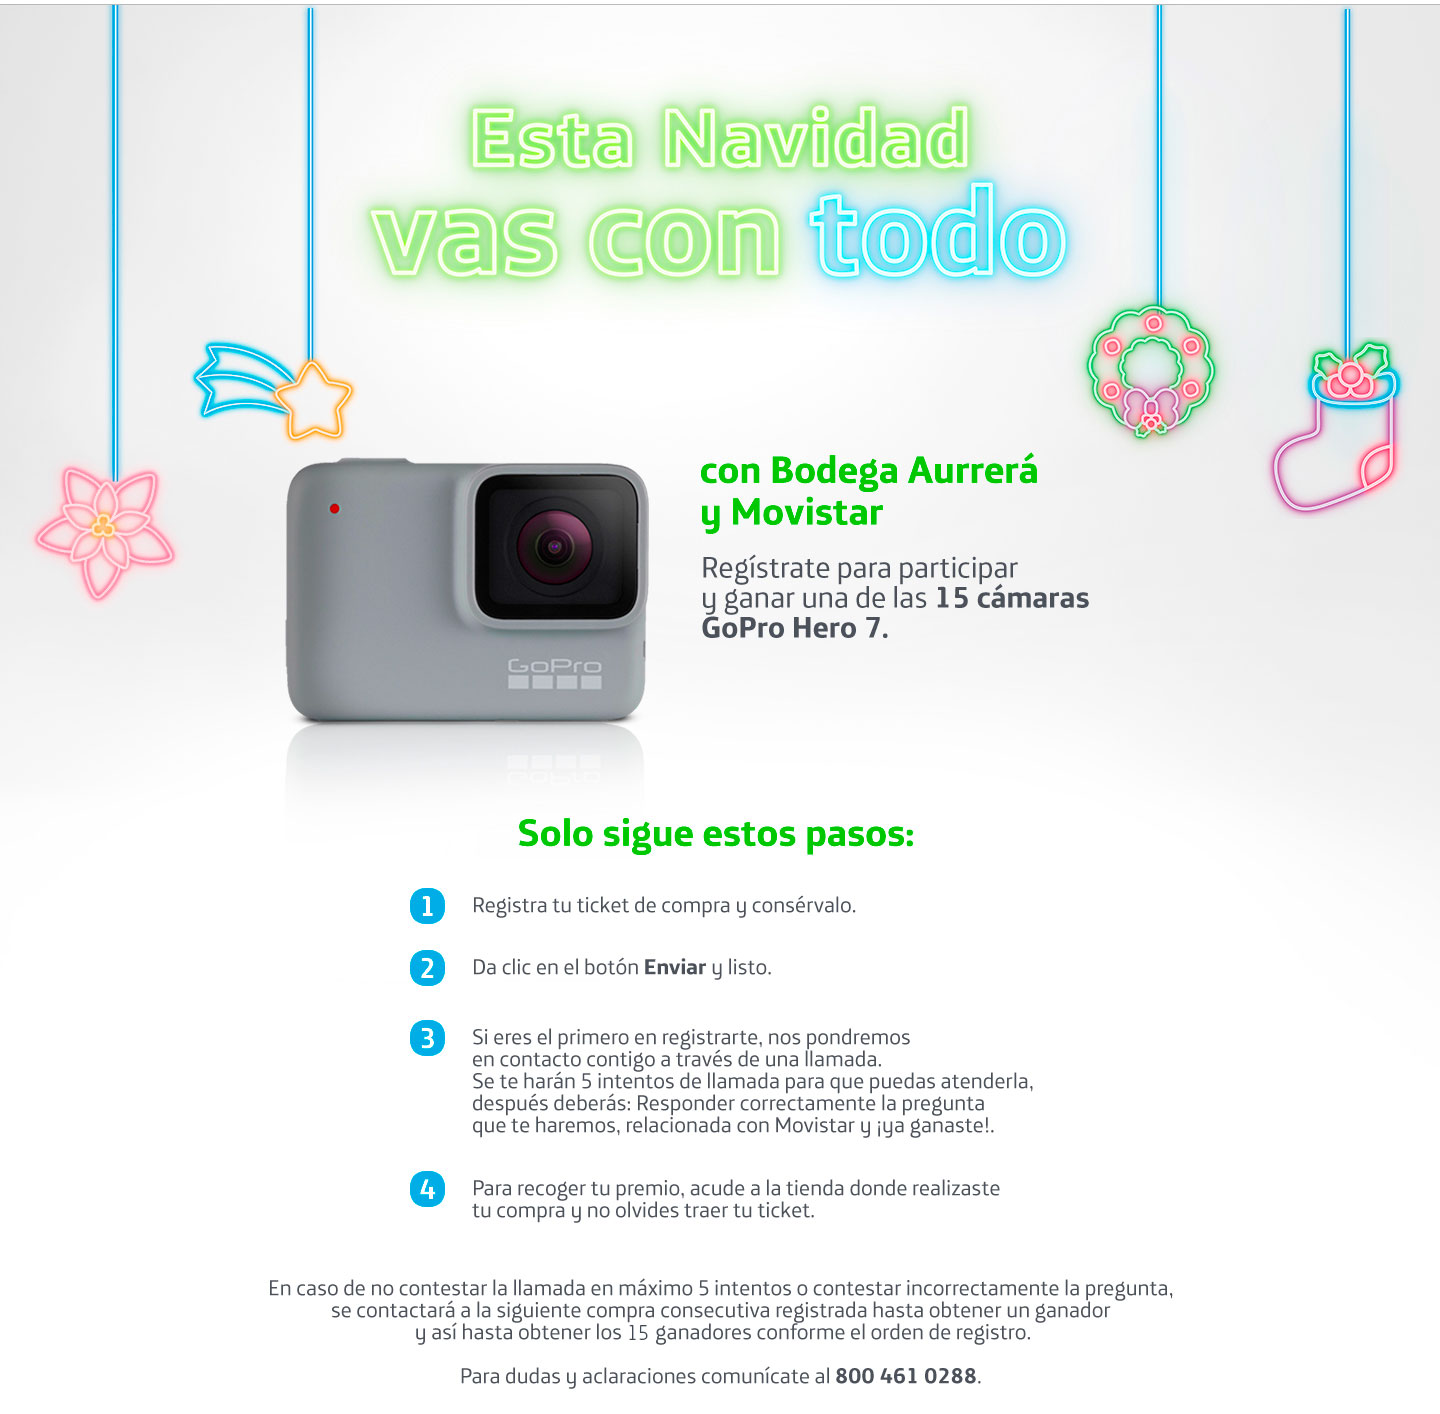 Esta Navidad
vas con todo
con Bodega Aurrerá
y Movistar
Regístrate para participar
y ganar una de las 15 cámaras
GoPro Hero 7.
GoPro
Solo sigue estos pasos:
1 Registra tu ticket de compra y consérvalo.
2 Da clic en el botón Enviar y listo.
3 Si eres el primero en registrarte, nos pondremos
en contacto contigo a través de una llamada.
Se te harán 5 intentos de llamada para que puedas atenderla,
después deberás: Responder correctamente la pregunta
que te haremos, relacionada con Movistar y ¡ya ganaste!.
4 Para recoger tu premio, acude a la tienda donde realizaste
tu compra y no olvides traer tu ticket.
En caso de no contestar la llamada en máximo 5 intentos o contestar incorrectamente la pregunta,
se contactará a la siguiente compra consecutiva registrada hasta obtener un ganador
y así hasta obtener los 15 ganadores conforme el orden de registro.
Para dudas y aclaraciones comunícate al 800 461 0288.